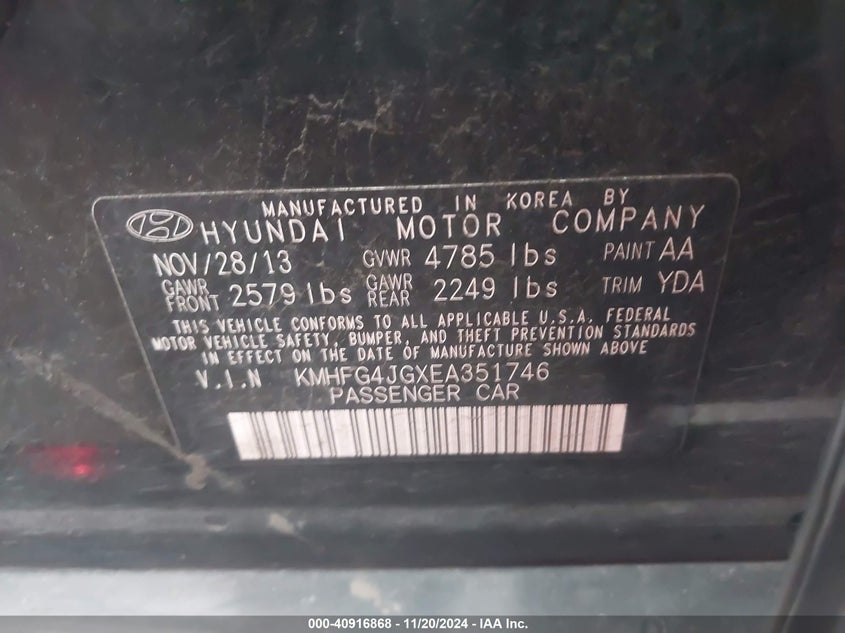 MANUFACTURED IN KOREA BY
HYUNDAI MOTOR COMPANY
NOV/28/13 GVWR 4785 lbs PAINT AA
GAWR FRONT 2579 lbs GAWR REAR 2249 lbs TRIM YDA
THIS VEHICLE CONFORMS TO ALL APPLICABLE U.S.A. FEDERAL
MOTOR VEHICLE SAFETY, BUMPER, AND THEFT PREVENTION STANDARDS
IN EFFECT ON THE DATE OF MANUFACTURE SHOWN ABOVE
V.I.N KMHFG4JGXEA351746
PASSENGER CAR
000-40916868 - 11/20/2024 - IAA Inc.